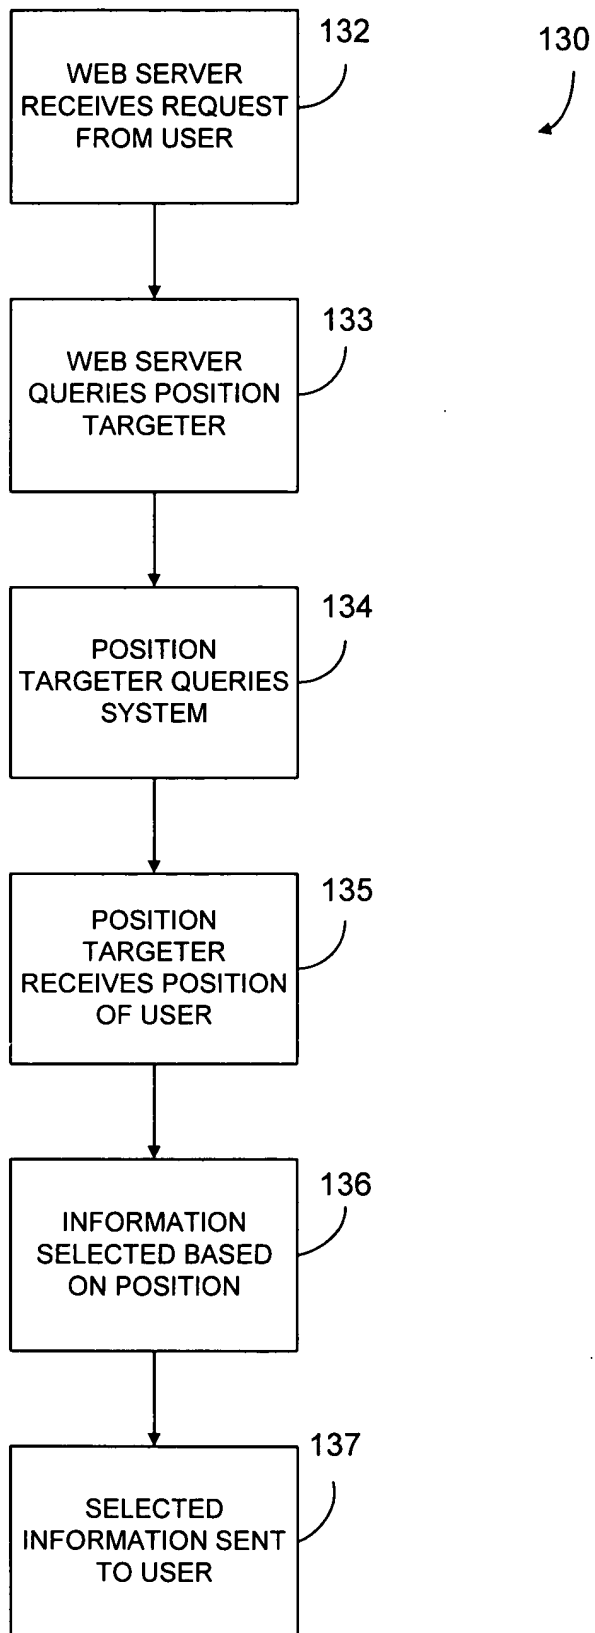 132
130
WEB SERVER
RECEIVES REQUEST
FROM USER
133
WEB SERVER
QUERIES POSITION
TARGETER
134
POSITION
TARGETER QUERIES
SYSTEM
135
POSITION
TARGETER
RECEIVES POSITION
OF USER
136
INFORMATION
SELECTED BASED
ON POSITION
137
SELECTED
INFORMATION SENT
TO USER